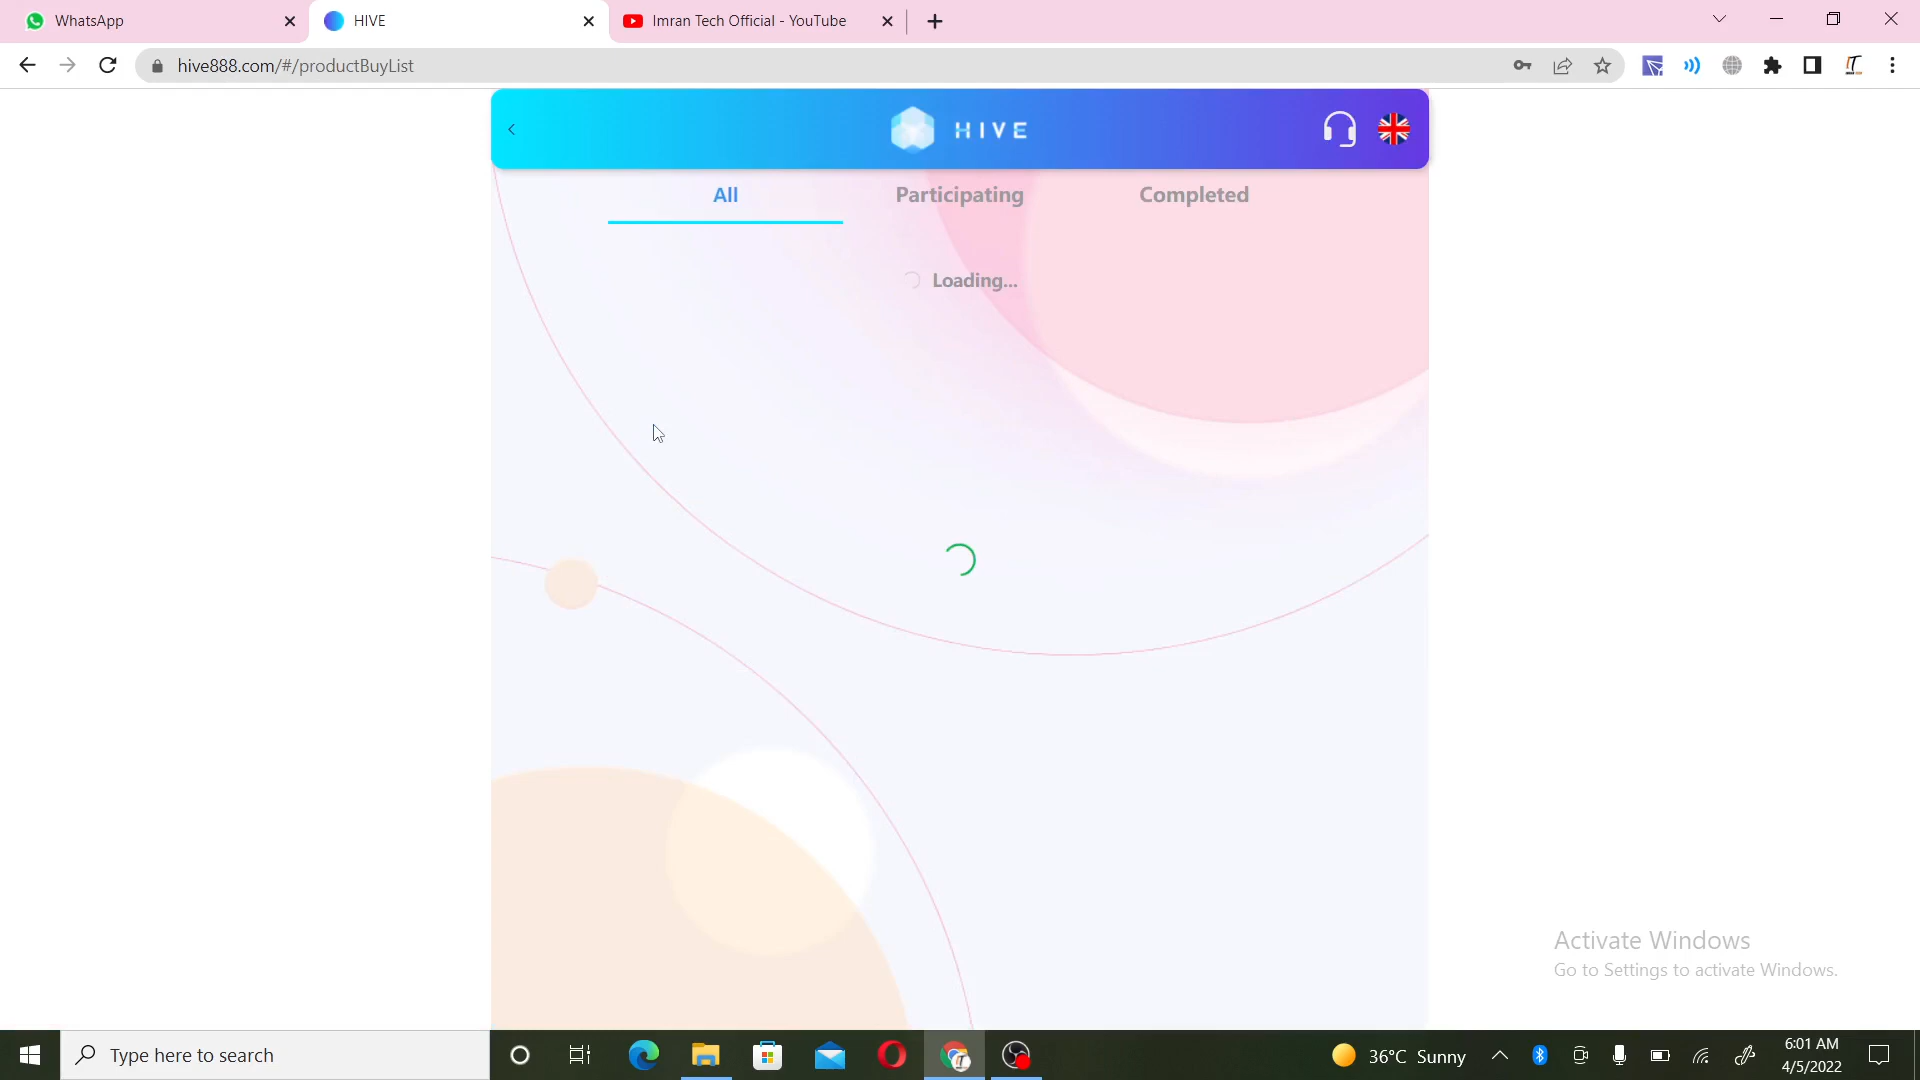 WhatsApp
HIVE
Imran Tech Official - YouTube
hive888.com/#/productBuyList
HIVE
All
Participating
Completed
Loading...
Activate Windows
Go to Settings to activate Windows.
Type here to search
36°C Sunny
6:01 AM
4/5/2022